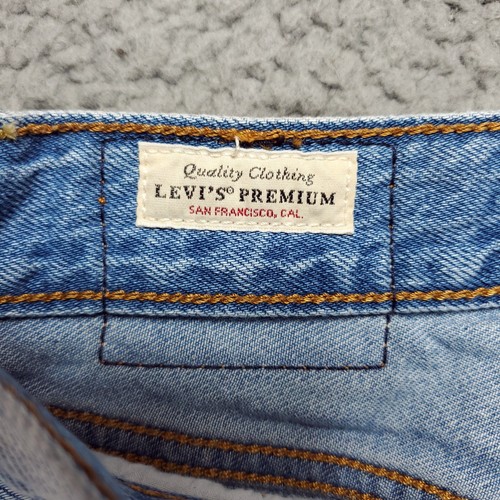 Quality Clothing
LEVI'S® PREMIUM
SAN FRANCISCO, CAL.